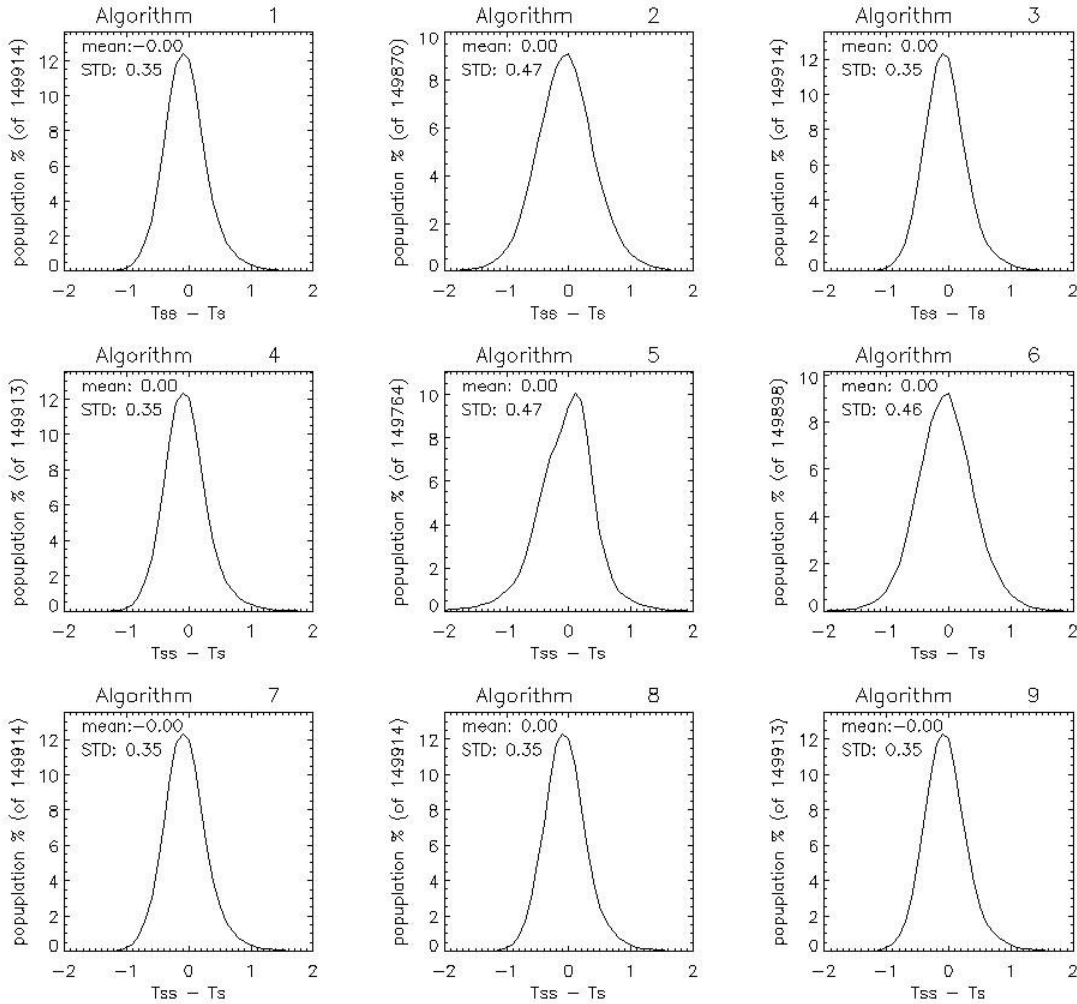 Algorithm 1
mean:−0.00
STD: 0.35
popuplation % (of 149914)
12
10
8
6
4
2
0
−2 −1 0 1 2
Tss − Ts
Algorithm 2
mean: 0.00
STD: 0.47
popuplation % (of 149870)
10
8
6
4
2
0
−2 −1 0 1 2
Tss − Ts
Algorithm 3
mean: 0.00
STD: 0.35
popuplation % (of 149914)
12
10
8
6
4
2
0
−2 −1 0 1 2
Tss − Ts
Algorithm 4
mean: 0.00
STD: 0.35
popuplation % (of 149913)
12
10
8
6
4
2
0
−2 −1 0 1 2
Tss − Ts
Algorithm 5
mean: 0.00
STD: 0.47
popuplation % (of 149764)
10
8
6
4
2
0
−2 −1 0 1 2
Tss − Ts
Algorithm 6
mean: 0.00
STD: 0.46
popuplation % (of 149898)
10
8
6
4
2
0
−2 −1 0 1 2
Tss − Ts
Algorithm 7
mean:−0.00
STD: 0.35
popuplation % (of 149914)
12
10
8
6
4
2
0
−2 −1 0 1 2
Tss − Ts
Algorithm 8
mean: 0.00
STD: 0.35
popuplation % (of 149914)
12
10
8
6
4
2
0
−2 −1 0 1 2
Tss − Ts
Algorithm 9
mean:−0.00
STD: 0.35
popuplation % (of 149913)
12
10
8
6
4
2
0
−2 −1 0 1 2
Tss − Ts